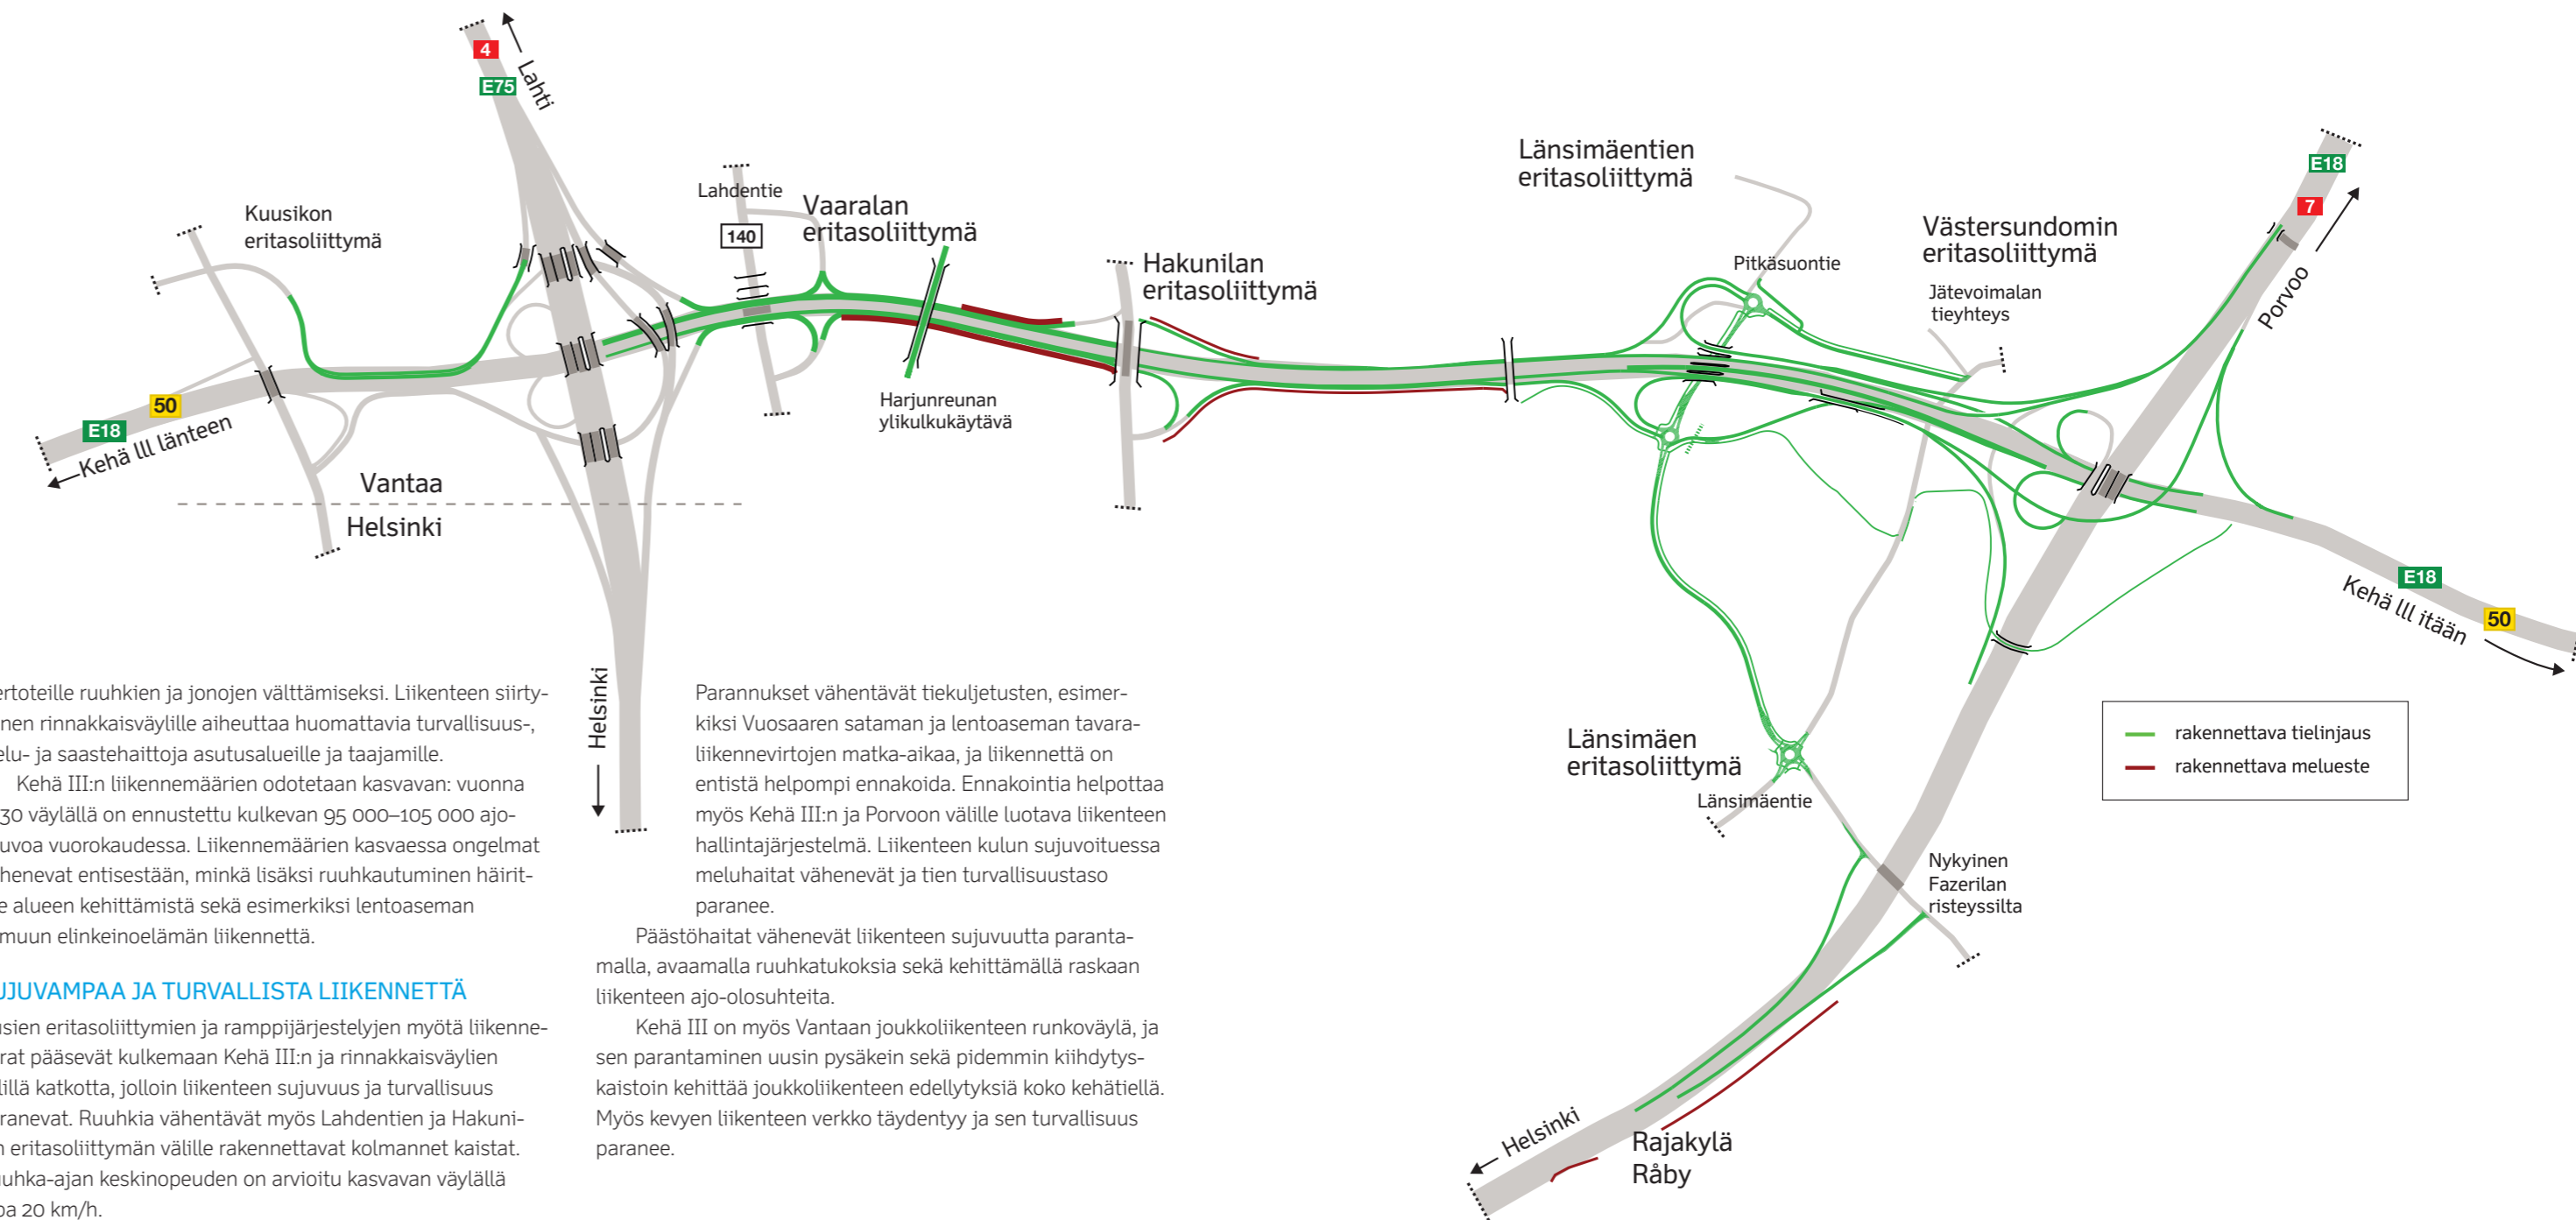 4
E75
Lahti
Kuusikon
eritasoliittymä
Lahdentie
140
Vaaralan
eritasoliittymä
Harjunreunan
ylikulkukäytävä
Hakunilan
eritasoliittymä
50
E18
Kehä III länteen
Vantaa
Helsinki
Helsinki
Länsimäentien
eritasoliittymä
Pitkäsuontie
Västersundomin
eritasoliittymä
Jätevoimalan
tieyhteys
E18
7
Porvoo
E18
50
Kehä III itään
Länsimäen
eritasoliittymä
Länsimäentie
Nykyinen
Fazerilan
risteyssilta
Helsinki
Rajakylä
Råby
rakennettava tielinjaus
rakennettava melueste
ertoteille ruuhkien ja jonojen välttämiseksi. Liikenteen siirty-
nen rinnakkaisväylille aiheuttaa huomattavia turvallisuus-,
elu- ja saastehaittoja asutusalueille ja taajamille.
Kehä III:n liikennemäärien odotetaan kasvavan: vuonna
30 väylällä on ennustettu kulkevan 95 000–105 000 ajo-
uvoa vuorokaudessa. Liikennemäärien kasvaessa ongelmat
henevat entisestään, minkä lisäksi ruuhkautuminen häirit-
e alueen kehittämistä sekä esimerkiksi lentoaseman
muun elinkeinoelämän liikennettä.
UJUVAMPAA JA TURVALLISTA LIIKENNETTÄ
usien eritasoliittymien ja ramppijärjestelyjen myötä liikenne-
rat pääsevät kulkemaan Kehä III:n ja rinnakkaisväylien
lillä katkotta, jolloin liikenteen sujuvuus ja turvallisuus
ranevat. Ruuhkia vähentävät myös Lahdentien ja Hakuni-
n eritasoliittymän välille rakennettavat kolmannet kaistat.
uuhka-ajan keskinopeuden on arvioitu kasvavan väylällä
pa 20 km/h.
Parannukset vähentävät tiekuljetusten, esimer-
kiksi Vuosaaren sataman ja lentoaseman tavara-
liikennevirtojen matka-aikaa, ja liikennettä on
entistä helpompi ennakoida. Ennakointia helpottaa
myös Kehä III:n ja Porvoon välille luotava liikenteen
hallintajärjestelmä. Liikenteen kulun sujuvoituessa
meluhaitat vähenevät ja tien turvallisuustaso
paranee.
Päästöhaitat vähenevät liikenteen sujuvuutta paranta-
malla, avaamalla ruuhkatukoksia sekä kehittämällä raskaan
liikenteen ajo-olosuhteita.
Kehä III on myös Vantaan joukkoliikenteen runkoväylä, ja
sen parantaminen uusin pysäkein sekä pidemmin kiihdytys-
kaistoin kehittää joukkoliikenteen edellytyksiä koko kehätiellä.
Myös kevyen liikenteen verkko täydentyy ja sen turvallisuus
paranee.